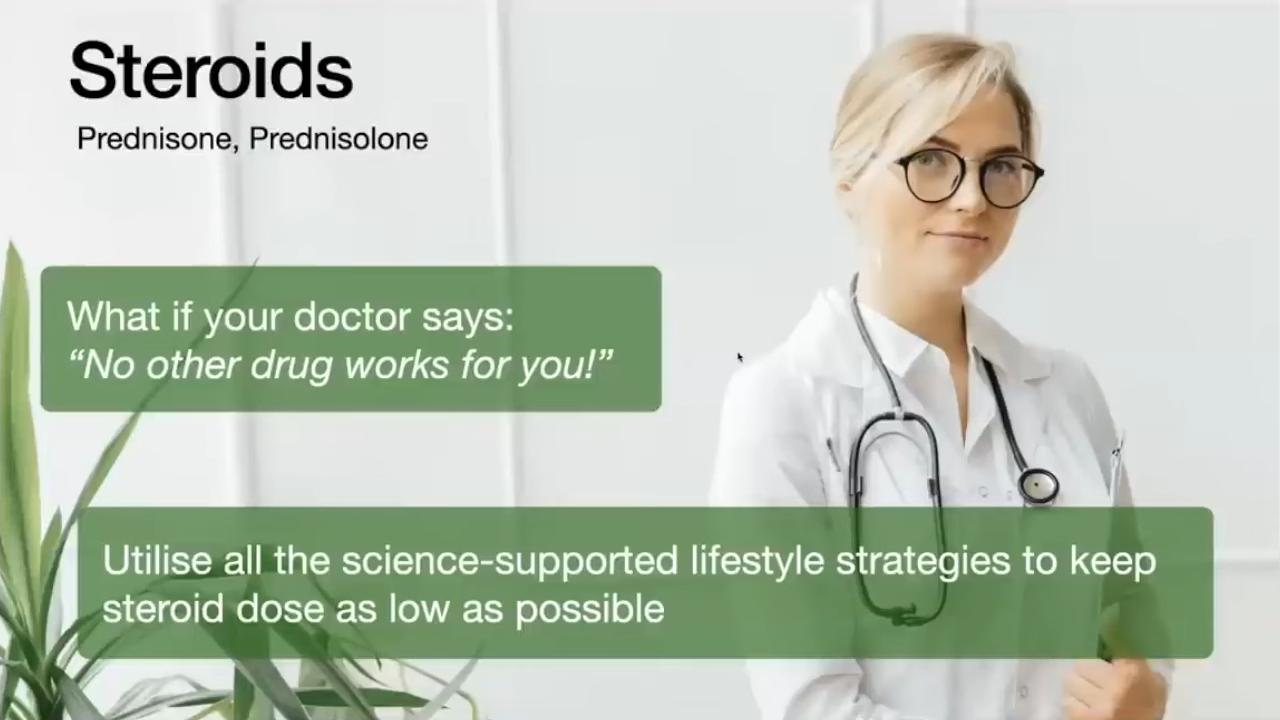 Steroids
Prednisone, Prednisolone
What if your doctor says:
“No other drug works for you!”
Utilise all the science-supported lifestyle strategies to keep
steroid dose as low as possible